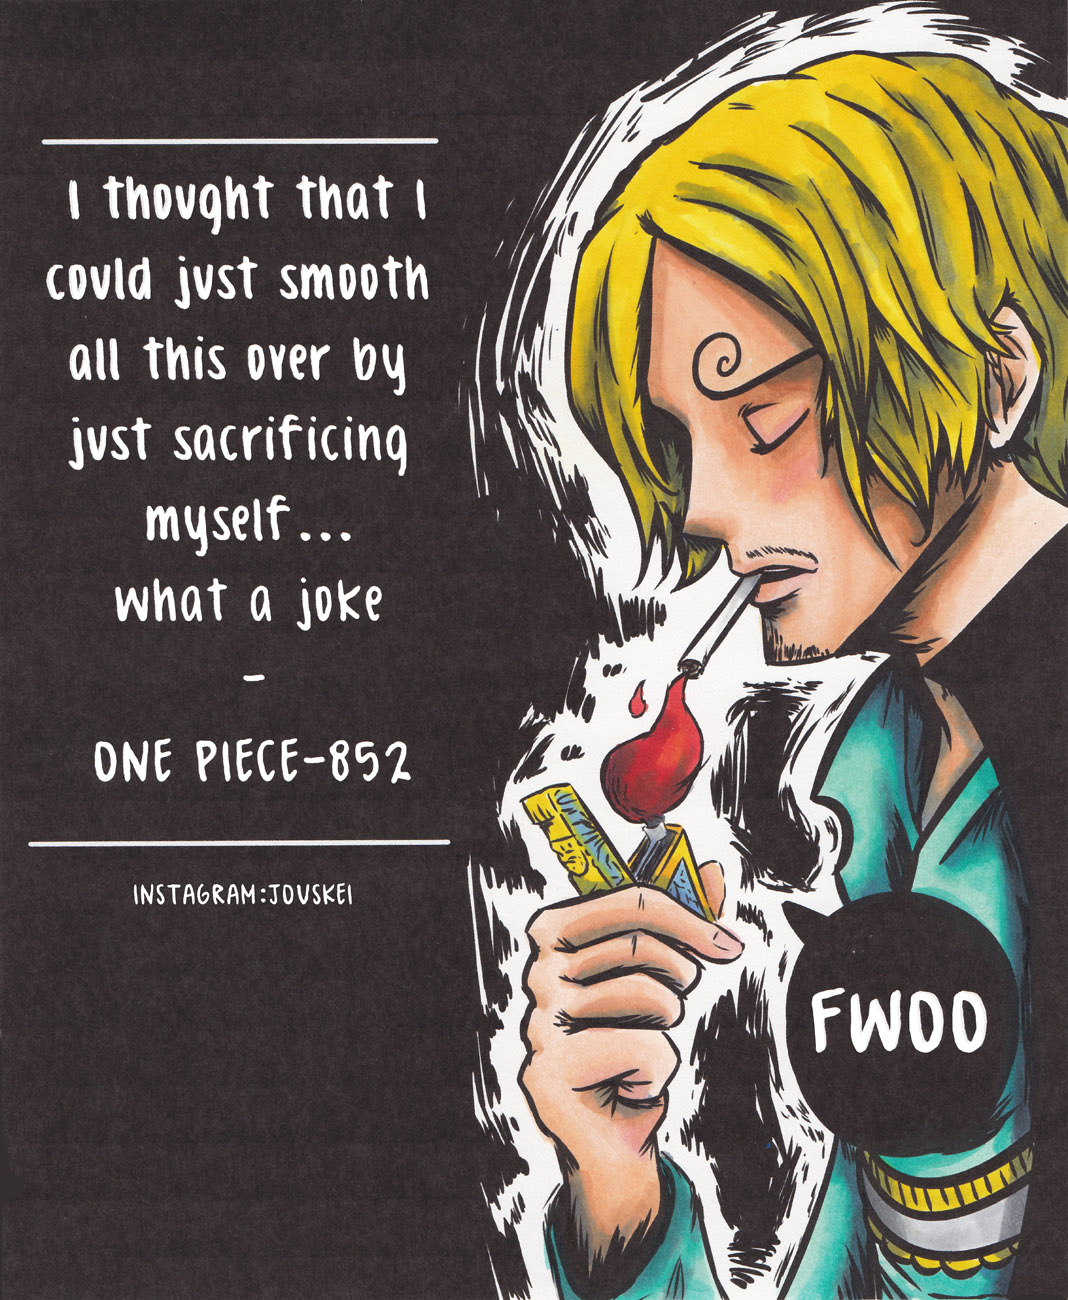 I thought that I
could just smooth
all this over by
just sacrificing
myself...
what a joke
–
ONE PIECE-852
INSTAGRAM:JOUSKEI
FWOO